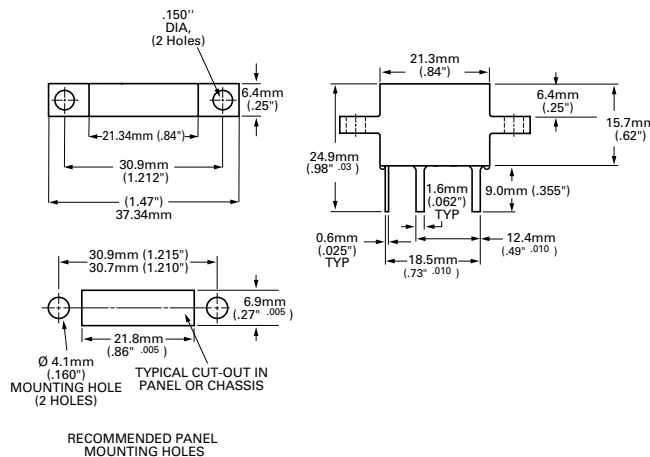 .150"
DIA,
(2 Holes)
6.4mm
(.25")
21.34mm (.84")
30.9mm
(1.212")
(1.47")
37.34mm
21.3mm
(.84")
6.4mm
(.25")
15.7mm
(.62")
24.9mm
(.98" .03)
1.6mm
(.062")
TYP
9.0mm (.355")
0.6mm
(.025")
TYP
12.4mm
(.49" .010)
18.5mm
(.73" .010)
30.9mm (1.215")
30.7mm (1.210")
6.9mm
(.27" .005)
21.8mm
(.86" .005)
Ø 4.1mm
(.160")
MOUNTING HOLE
(2 HOLES)
TYPICAL CUT-OUT IN
PANEL OR CHASSIS
RECOMMENDED PANEL
MOUNTING HOLES